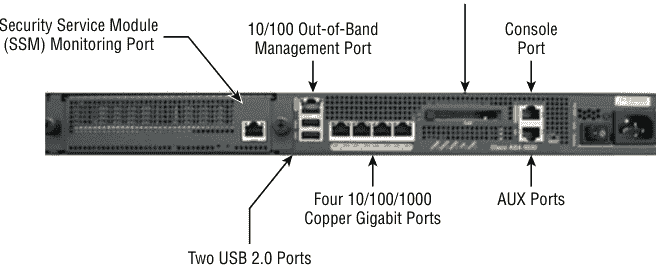 Security Service Module
(SSM) Monitoring Port
10/100 Out-of-Band
Management Port
Console
Port
Four 10/100/1000
Copper Gigabit Ports
AUX Ports
Two USB 2.0 Ports